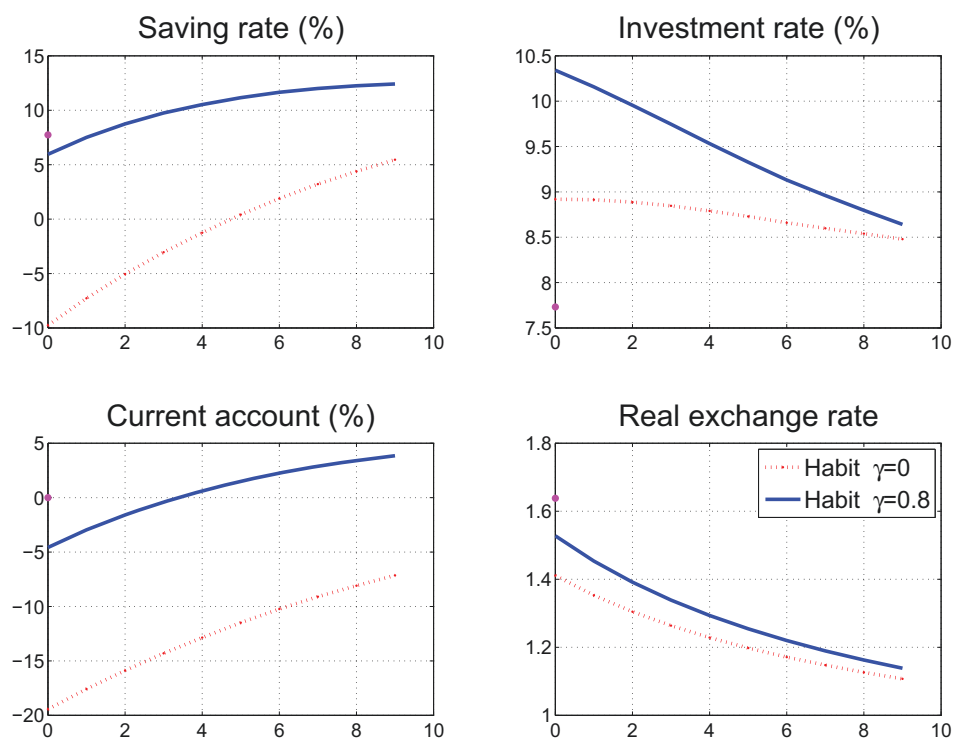 Saving rate (%)
15
10
5
0
−5
−10
0 2 4 6 8 10
Investment rate (%)
10.5
10
9.5
9
8.5
8
7.5
0 2 4 6 8 10
Current account (%)
5
0
−5
−10
−15
−20
0 2 4 6 8 10
Real exchange rate
1.8
1.6
1.4
1.2
1
0 2 4 6 8 10
Habit γ=0
Habit γ=0.8